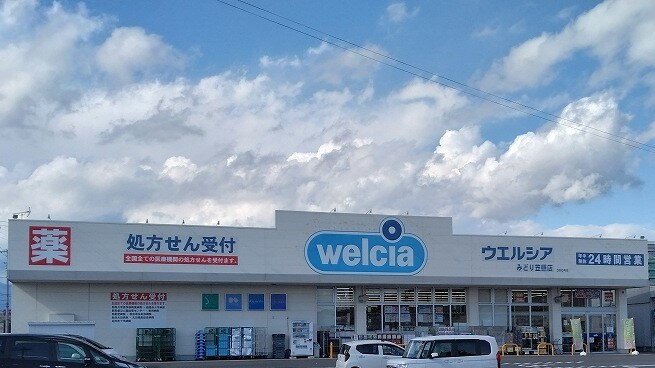 薬
処方せん受付
全国全ての医療機関の処方せんを受付ます。
welcia
ウエルシア
みどり笠懸店
年中無休
24時間営業
処方せん受付